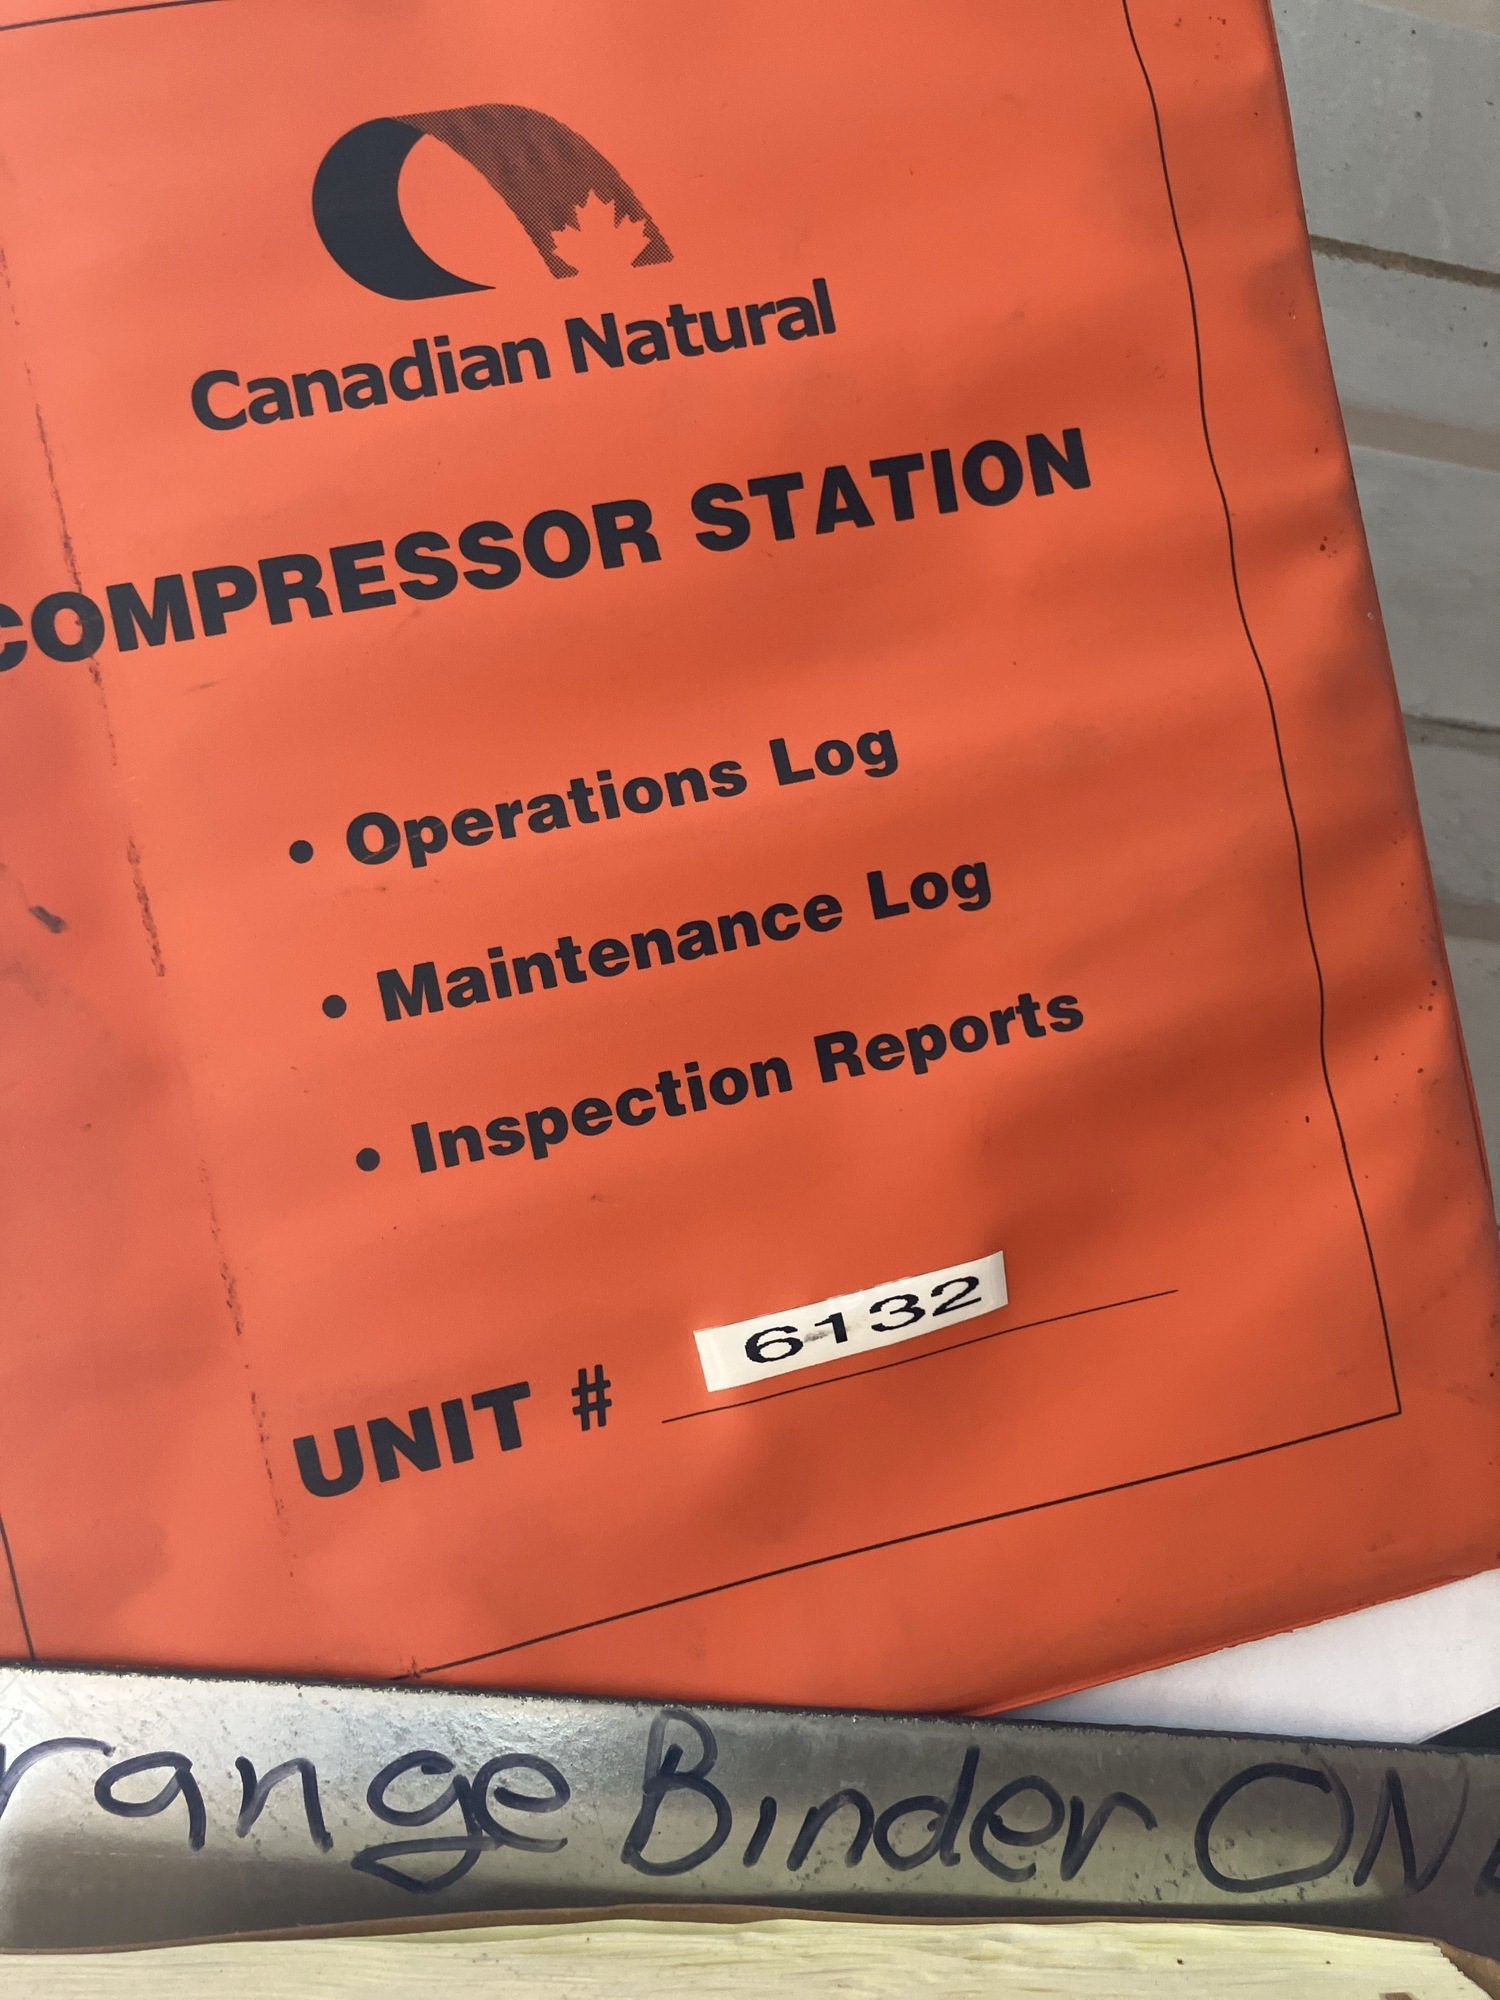 Canadian Natural
COMPRESSOR STATION
• Operations Log
• Maintenance Log
• Inspection Reports
UNIT # 6132
range Binder ON